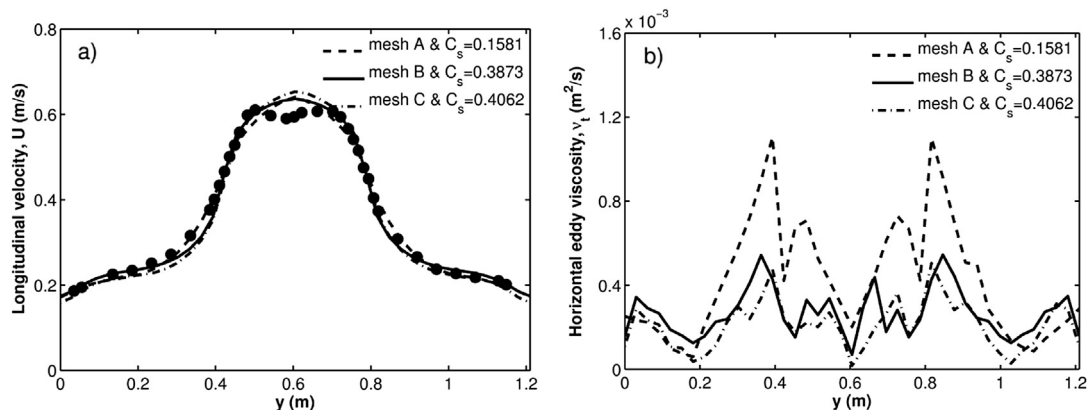 a)
mesh A & C_s=0.1581
mesh B & C_s=0.3873
mesh C & C_s=0.4062
Longitudinal velocity, U (m/s)
0.8
0.6
0.4
0.2
0
0 0.2 0.4 0.6 0.8 1 1.2
y (m)
x 10^-3
b)
mesh A & C_s=0.1581
mesh B & C_s=0.3873
mesh C & C_s=0.4062
Horizontal eddy viscosity, ν_t (m²/s)
1.6
1.2
0.8
0.4
0
0 0.2 0.4 0.6 0.8 1 1.2
y (m)